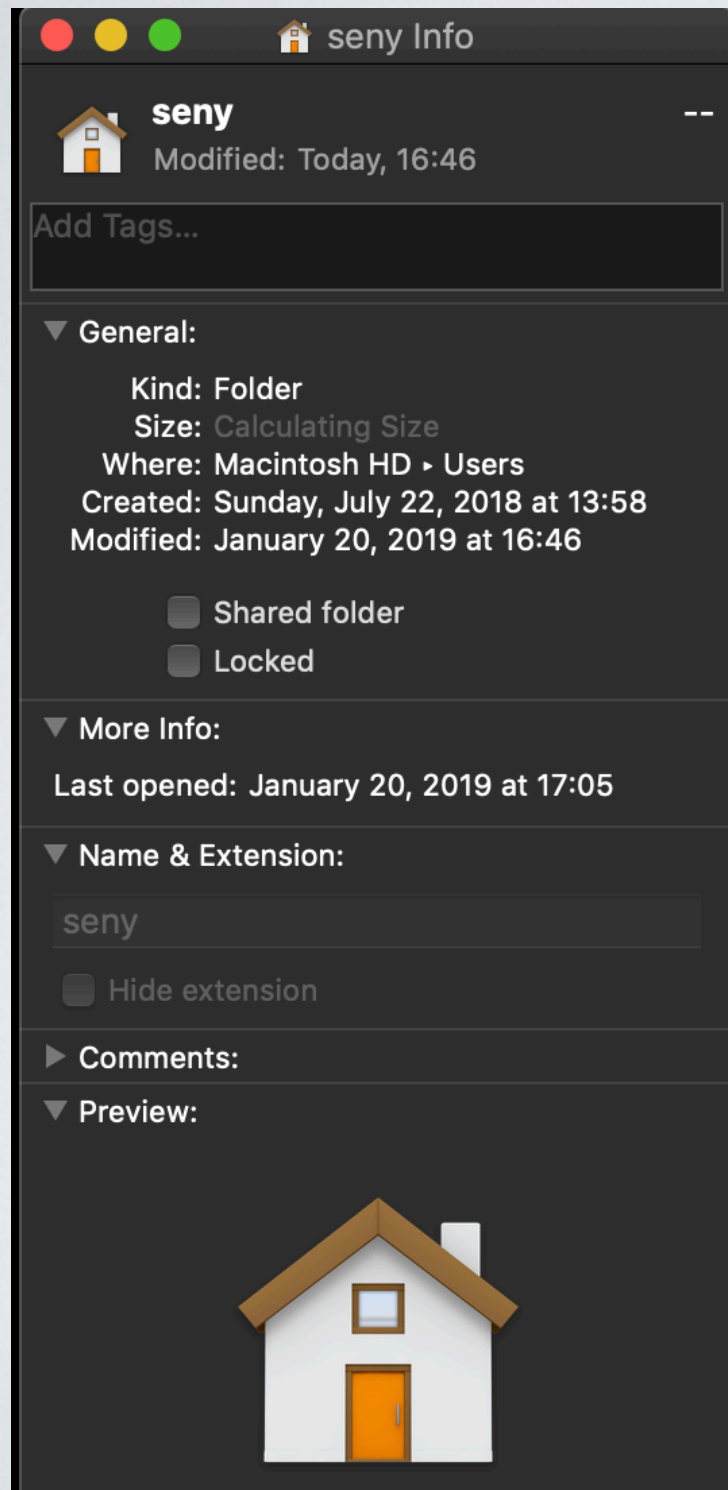 seny Info
seny --
Modified: Today, 16:46
Add Tags...
General:
Kind: Folder
Size: Calculating Size
Where: Macintosh HD ▸ Users
Created: Sunday, July 22, 2018 at 13:58
Modified: January 20, 2019 at 16:46
Shared folder
Locked
More Info:
Last opened: January 20, 2019 at 17:05
Name & Extension:
seny
Hide extension
Comments:
Preview: